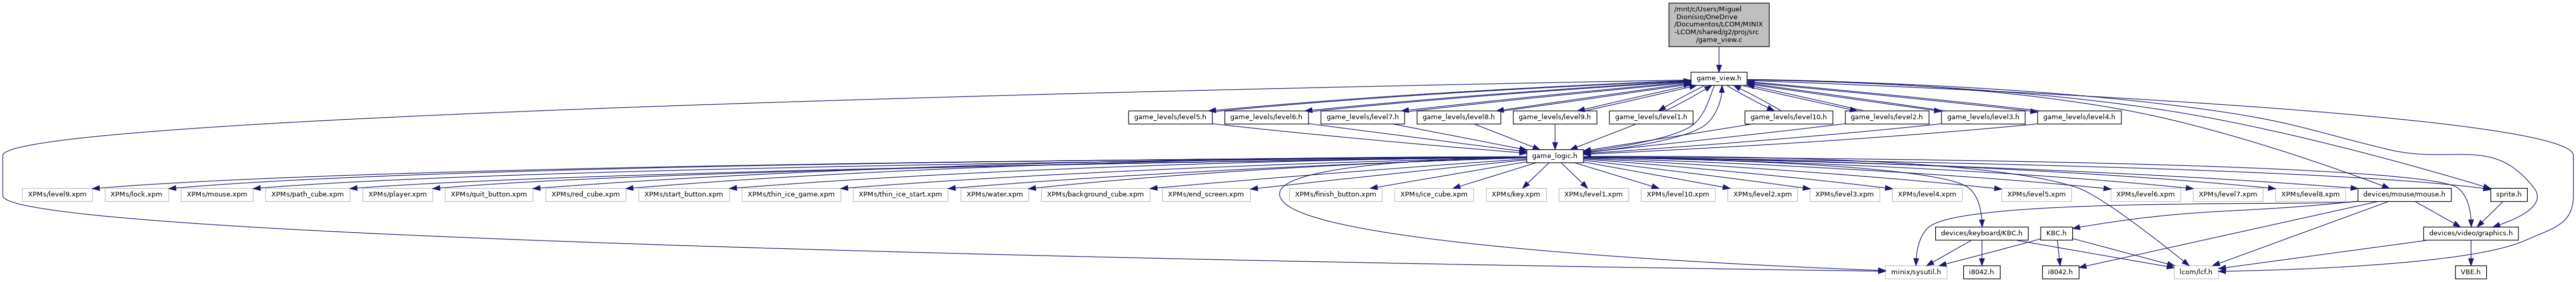 /mnt/c/Users/Miguel
Dionísio/OneDrive
/Documentos/LCOM/MINIX
-LCOM/shared/g2/proj/src
/game_view.c
game_view.h
game_levels/level5.h
game_levels/level6.h
game_levels/level7.h
game_levels/level8.h
game_levels/level9.h
game_levels/level1.h
game_levels/level10.h
game_levels/level2.h
game_levels/level3.h
game_levels/level4.h
game_logic.h
XPMs/level9.xpm
XPMs/lock.xpm
XPMs/mouse.xpm
XPMs/path_cube.xpm
XPMs/player.xpm
XPMs/quit_button.xpm
XPMs/red_cube.xpm
XPMs/start_button.xpm
XPMs/thin_ice_game.xpm
XPMs/thin_ice_start.xpm
XPMs/water.xpm
XPMs/background_cube.xpm
XPMs/end_screen.xpm
XPMs/finish_button.xpm
XPMs/ice_cube.xpm
XPMs/key.xpm
XPMs/level1.xpm
XPMs/level10.xpm
XPMs/level2.xpm
XPMs/level3.xpm
XPMs/level4.xpm
XPMs/level5.xpm
XPMs/level6.xpm
XPMs/level7.xpm
XPMs/level8.xpm
devices/mouse/mouse.h
sprite.h
devices/keyboard/KBC.h
KBC.h
devices/video/graphics.h
minix/sysutil.h
i8042.h
i8042.h
lcom/lcf.h
VBE.h